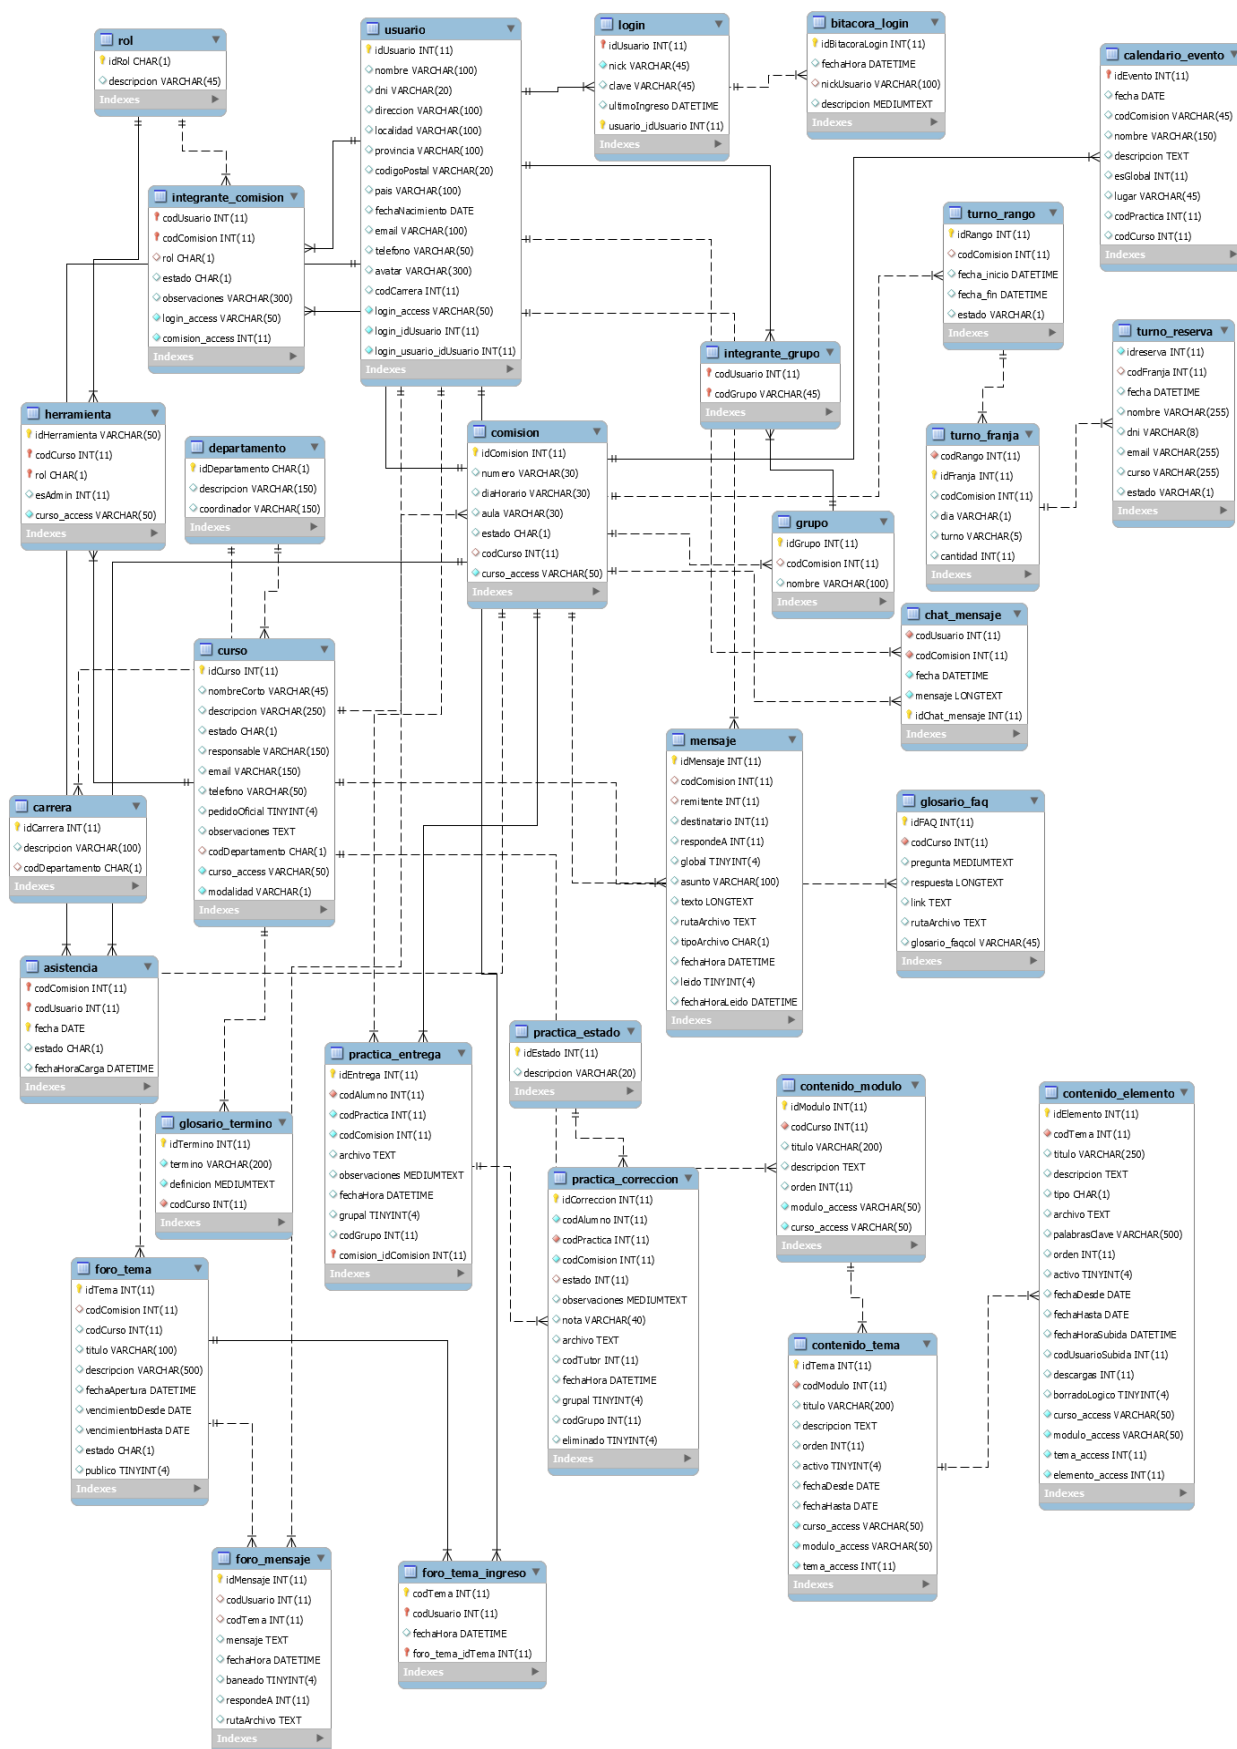 rol
idRol CHAR(1)
descripcion VARCHAR(45)
Indexes
usuario
idUsuario INT(11)
nombre VARCHAR(100)
dni VARCHAR(20)
direccion VARCHAR(100)
localidad VARCHAR(100)
provincia VARCHAR(100)
codigoPostal VARCHAR(20)
pais VARCHAR(100)
fechaNacimiento DATE
email VARCHAR(100)
telefono VARCHAR(50)
avatar VARCHAR(300)
codCarrera INT(11)
login_access VARCHAR(50)
login_idUsuario INT(11)
login_usuario_idUsuario INT(11)
Indexes
login
idUsuario INT(11)
nick VARCHAR(45)
clave VARCHAR(45)
ultimoIngreso DATETIME
usuario_idUsuario INT(11)
Indexes
bitacora_login
idBitacoraLogin INT(11)
fechaHora DATETIME
nickUsuario VARCHAR(100)
descripcion MEDIUMTEXT
Indexes
calendario_evento
idEvento INT(11)
fecha DATE
codComision VARCHAR(45)
nombre VARCHAR(150)
descripcion TEXT
esGlobal INT(11)
lugar VARCHAR(45)
codPractica INT(11)
codCurso INT(11)
Indexes
integrante_comision
codUsuario INT(11)
codComision INT(11)
rol CHAR(1)
estado CHAR(1)
observaciones VARCHAR(300)
login_access VARCHAR(50)
comision_access INT(11)
Indexes
turno_rango
idRango INT(11)
codComision INT(11)
fecha_inicio DATETIME
fecha_fin DATETIME
estado VARCHAR(1)
Indexes
turno_reserva
idreserva INT(11)
codFranja INT(11)
fecha DATETIME
nombre VARCHAR(255)
dni VARCHAR(8)
email VARCHAR(255)
curso VARCHAR(255)
estado VARCHAR(1)
Indexes
integrante_grupo
codUsuario INT(11)
codGrupo VARCHAR(45)
Indexes
herramienta
idHerramienta VARCHAR(50)
codCurso INT(11)
rol CHAR(1)
esAdmin INT(11)
curso_access VARCHAR(50)
Indexes
departamento
idDepartamento CHAR(1)
descripcion VARCHAR(150)
coordinador VARCHAR(150)
Indexes
comision
idComision INT(11)
numero VARCHAR(30)
diaHorario VARCHAR(30)
aula VARCHAR(30)
estado CHAR(1)
codCurso INT(11)
curso_access VARCHAR(50)
Indexes
turno_franja
codRango INT(11)
idFranja INT(11)
codComision INT(11)
dia VARCHAR(1)
turno VARCHAR(5)
cantidad INT(11)
Indexes
grupo
idGrupo INT(11)
codComision INT(11)
nombre VARCHAR(100)
Indexes
chat_mensaje
codUsuario INT(11)
codComision INT(11)
fecha DATETIME
mensaje LONGTEXT
idChat_mensaje INT(11)
Indexes
curso
idCurso INT(11)
nombreCorto VARCHAR(45)
descripcion VARCHAR(250)
estado CHAR(1)
responsable VARCHAR(150)
email VARCHAR(150)
telefono VARCHAR(50)
pedidoOficial TINYINT(4)
observaciones TEXT
codDepartamento CHAR(1)
curso_access VARCHAR(50)
modalidad VARCHAR(1)
Indexes
mensaje
idMensaje INT(11)
codComision INT(11)
remitente INT(11)
destinatario INT(11)
respondeA INT(11)
global TINYINT(4)
asunto VARCHAR(100)
texto LONGTEXT
rutaArchivo TEXT
tipoArchivo CHAR(1)
fechaHora DATETIME
leido TINYINT(4)
fechaHoraLeido DATETIME
Indexes
carrera
idCarrera INT(11)
descripcion VARCHAR(100)
codDepartamento CHAR(1)
Indexes
glosario_faq
idFAQ INT(11)
codCurso INT(11)
pregunta MEDIUMTEXT
respuesta LONGTEXT
link TEXT
rutaArchivo TEXT
glosario_faqcol VARCHAR(45)
Indexes
asistencia
codComision INT(11)
codUsuario INT(11)
fecha DATE
estado CHAR(1)
fechaHoraCarga DATETIME
Indexes
practica_entrega
idEntrega INT(11)
codAlumno INT(11)
codPractica INT(11)
codComision INT(11)
archivo TEXT
observaciones MEDIUMTEXT
fechaHora DATETIME
grupal TINYINT(4)
codGrupo INT(11)
comision_idComision INT(11)
Indexes
practica_estado
idEstado INT(11)
descripcion VARCHAR(20)
Indexes
contenido_modulo
idModulo INT(11)
codCurso INT(11)
titulo VARCHAR(200)
descripcion TEXT
orden INT(11)
modulo_access VARCHAR(50)
curso_access VARCHAR(50)
Indexes
contenido_elemento
idElemento INT(11)
codTema INT(11)
titulo VARCHAR(250)
descripcion TEXT
tipo CHAR(1)
archivo TEXT
palabrasClave VARCHAR(500)
orden INT(11)
activo TINYINT(4)
fechaDesde DATE
fechaHasta DATE
fechaHoraSubida DATETIME
codUsuarioSubida INT(11)
descargas INT(11)
borradoLogico TINYINT(4)
curso_access VARCHAR(50)
modulo_access VARCHAR(50)
tema_access INT(11)
elemento_access INT(11)
Indexes
glosario_termino
idTermino INT(11)
termino VARCHAR(200)
definicion MEDIUMTEXT
codCurso INT(11)
Indexes
practica_correccion
idCorreccion INT(11)
codAlumno INT(11)
codPractica INT(11)
codComision INT(11)
estado INT(11)
observaciones MEDIUMTEXT
nota VARCHAR(40)
archivo TEXT
codTutor INT(11)
fechaHora DATETIME
grupal TINYINT(4)
codGrupo INT(11)
eliminado TINYINT(4)
Indexes
foro_tema
idTema INT(11)
codComision INT(11)
codCurso INT(11)
titulo VARCHAR(100)
descripcion VARCHAR(500)
fechaApertura DATETIME
vencimientoDesde DATE
vencimientoHasta DATE
estado CHAR(1)
publico TINYINT(4)
Indexes
contenido_tema
idTema INT(11)
codModulo INT(11)
titulo VARCHAR(200)
descripcion TEXT
orden INT(11)
activo TINYINT(4)
fechaDesde DATE
fechaHasta DATE
curso_access VARCHAR(50)
modulo_access VARCHAR(50)
tema_access INT(11)
Indexes
foro_mensaje
idMensaje INT(11)
codUsuario INT(11)
codTema INT(11)
mensaje TEXT
fechaHora DATETIME
baneado TINYINT(4)
respondeA INT(11)
rutaArchivo TEXT
Indexes
foro_tema_ingreso
codTema INT(11)
codUsuario INT(11)
fechaHora DATETIME
foro_tema_idTema INT(11)
Indexes